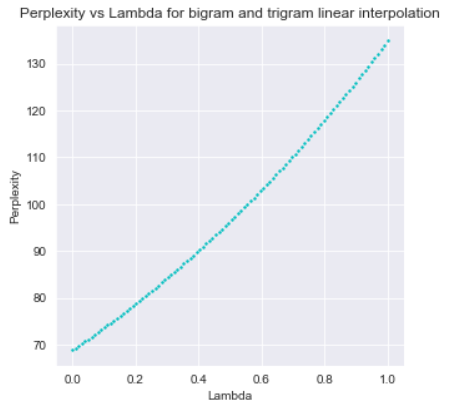 Perplexity vs Lambda for bigram and trigram linear interpolation
130
120
110
100
90
80
70
Perplexity
0.0 0.2 0.4 0.6 0.8 1.0
Lambda